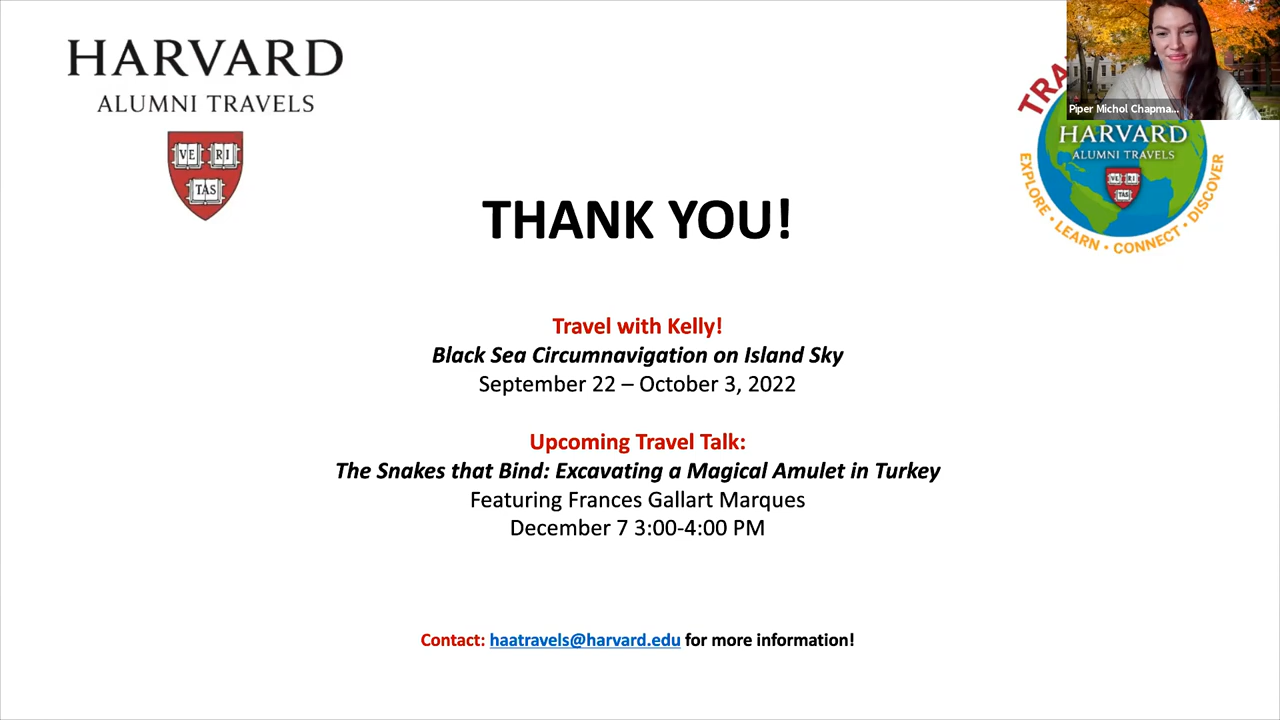 HARVARD
ALUMNI TRAVELS
VE RI
TAS
Piper Michol Chapma...
HARVARD
ALUMNI TRAVELS
VE RI
TAS
EXPLORE • LEARN • CONNECT • DISCOVER
THANK YOU!
Travel with Kelly!
Black Sea Circumnavigation on Island Sky
September 22 – October 3, 2022
Upcoming Travel Talk:
The Snakes that Bind: Excavating a Magical Amulet in Turkey
Featuring Frances Gallart Marques
December 7 3:00-4:00 PM
Contact: haatravels@harvard.edu for more information!